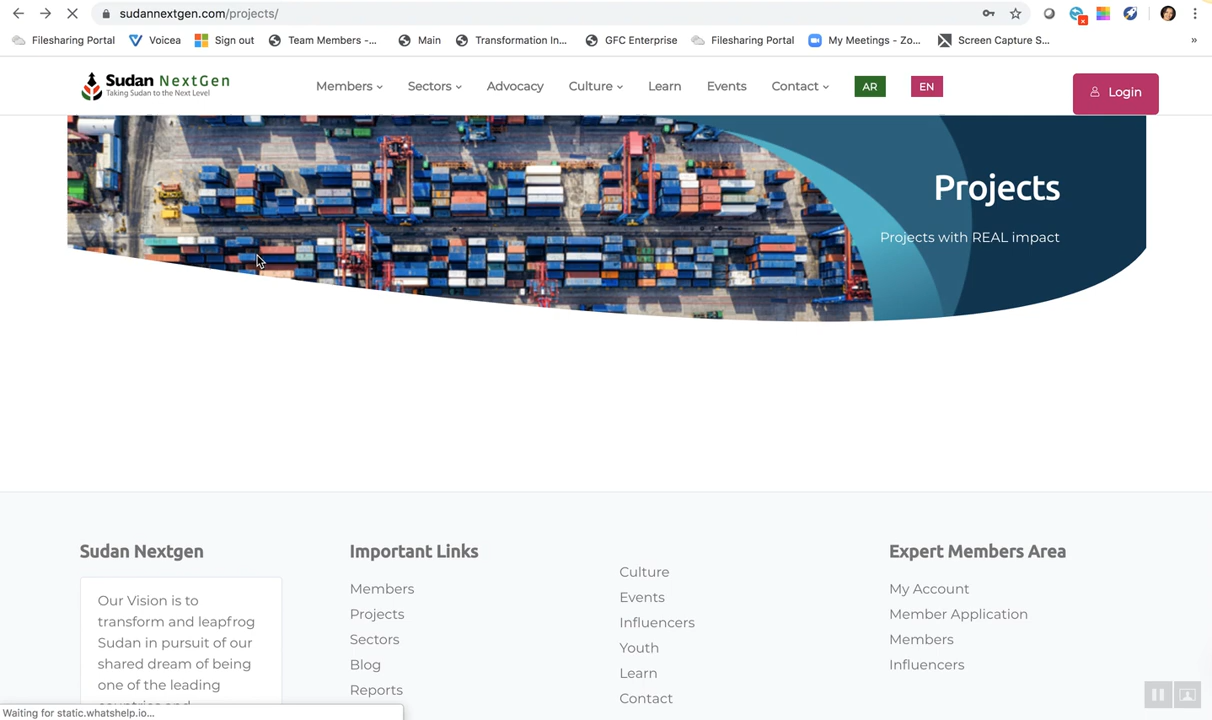 sudannextgen.com/projects/
Filesharing Portal
Voicea
Sign out
Team Members -...
Main
Transformation In...
GFC Enterprise
Filesharing Portal
My Meetings - Zo...
Screen Capture S...
»
Sudan NextGen
Taking Sudan to the Next Level
Members
Sectors
Advocacy
Culture
Learn
Events
Contact
AR
EN
Login
Projects
Projects with REAL impact
Sudan Nextgen
Our Vision is to
transform and leapfrog
Sudan in pursuit of our
shared dream of being
one of the leading
countries and
Important Links
Members
Projects
Sectors
Blog
Reports
Culture
Events
Influencers
Youth
Learn
Contact
Expert Members Area
My Account
Member Application
Members
Influencers
Waiting for static.whatshelp.io...